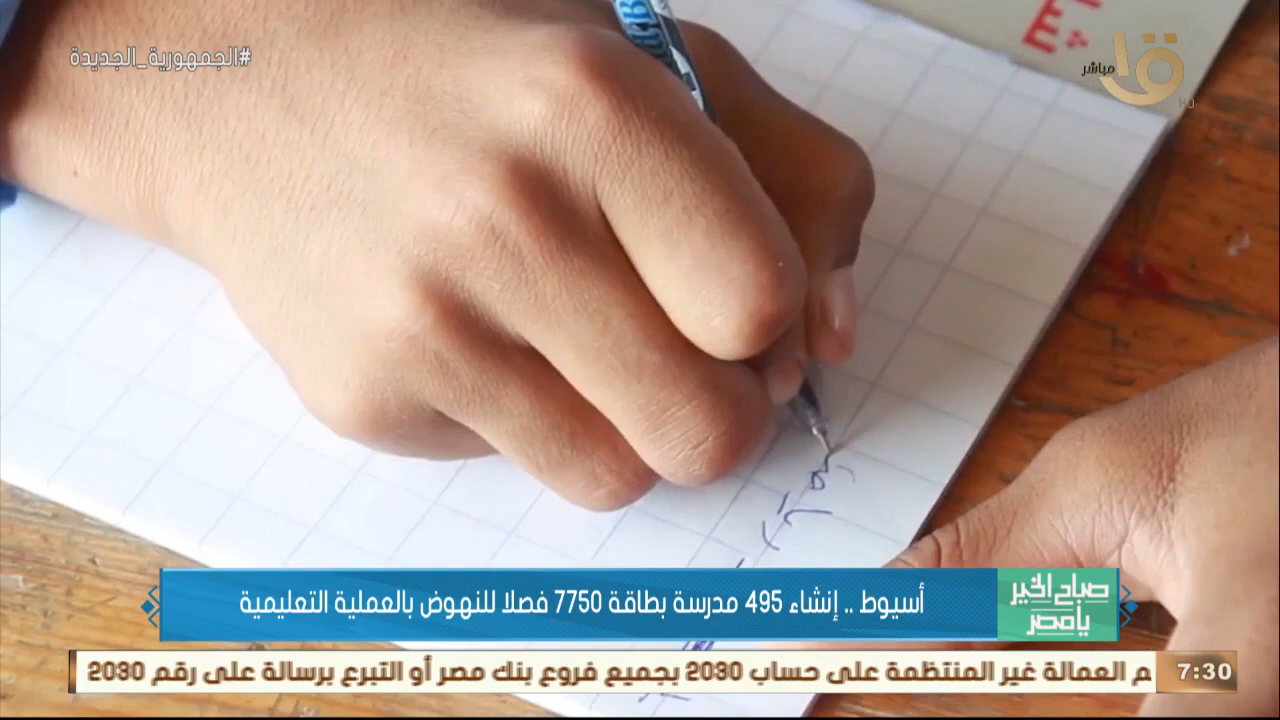 #الجمهورية_الجديدة
مباشر
HD
أسيوط .. إنشاء 495 مدرسة بطاقة 7750 فصلا للنهوض بالعملية التعليمية
صباح الخير
يا مصر
م العمالة غير المنتظمة على حساب 2030 بجميع فروع بنك مصر أو التبرع برسالة على رقم 2030
7:30